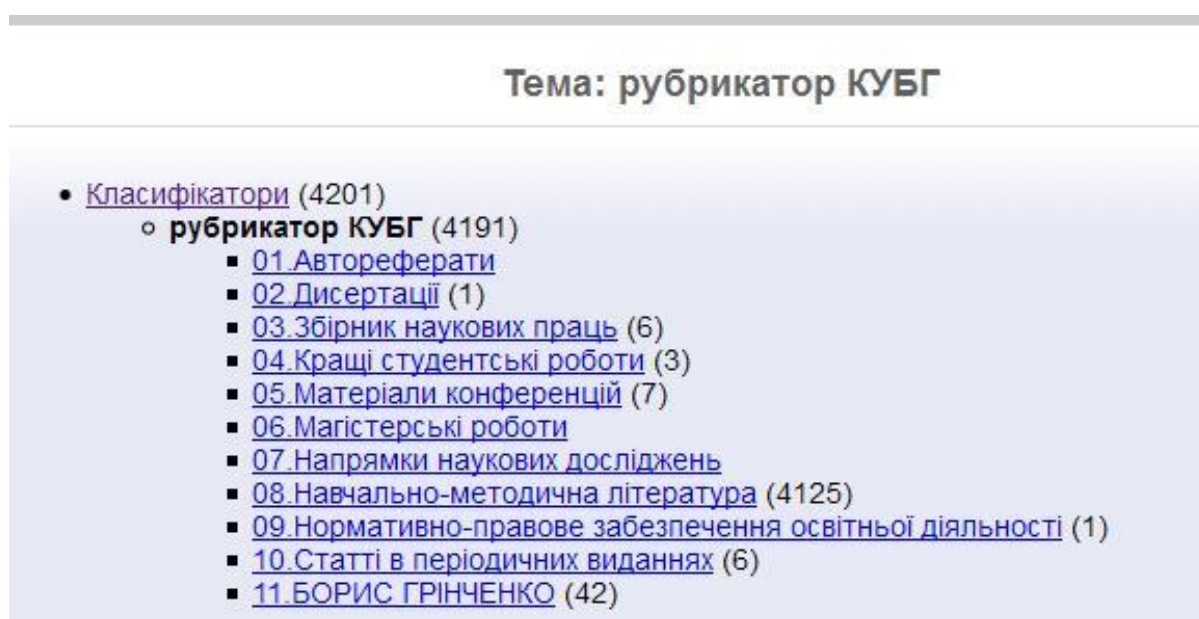 Тема: рубрикатор КУБГ
Класифікатори (4201)
рубрикатор КУБГ (4191)
01.Автореферати
02.Дисертації (1)
03.Збірник наукових праць (6)
04.Кращі студентські роботи (3)
05.Матеріали конференцій (7)
06.Магістерські роботи
07.Напрямки наукових досліджень
08.Навчально-методична література (4125)
09.Нормативно-правове забезпечення освітньої діяльності (1)
10.Статті в періодичних виданнях (6)
11.БОРИС ГРІНЧЕНКО (42)